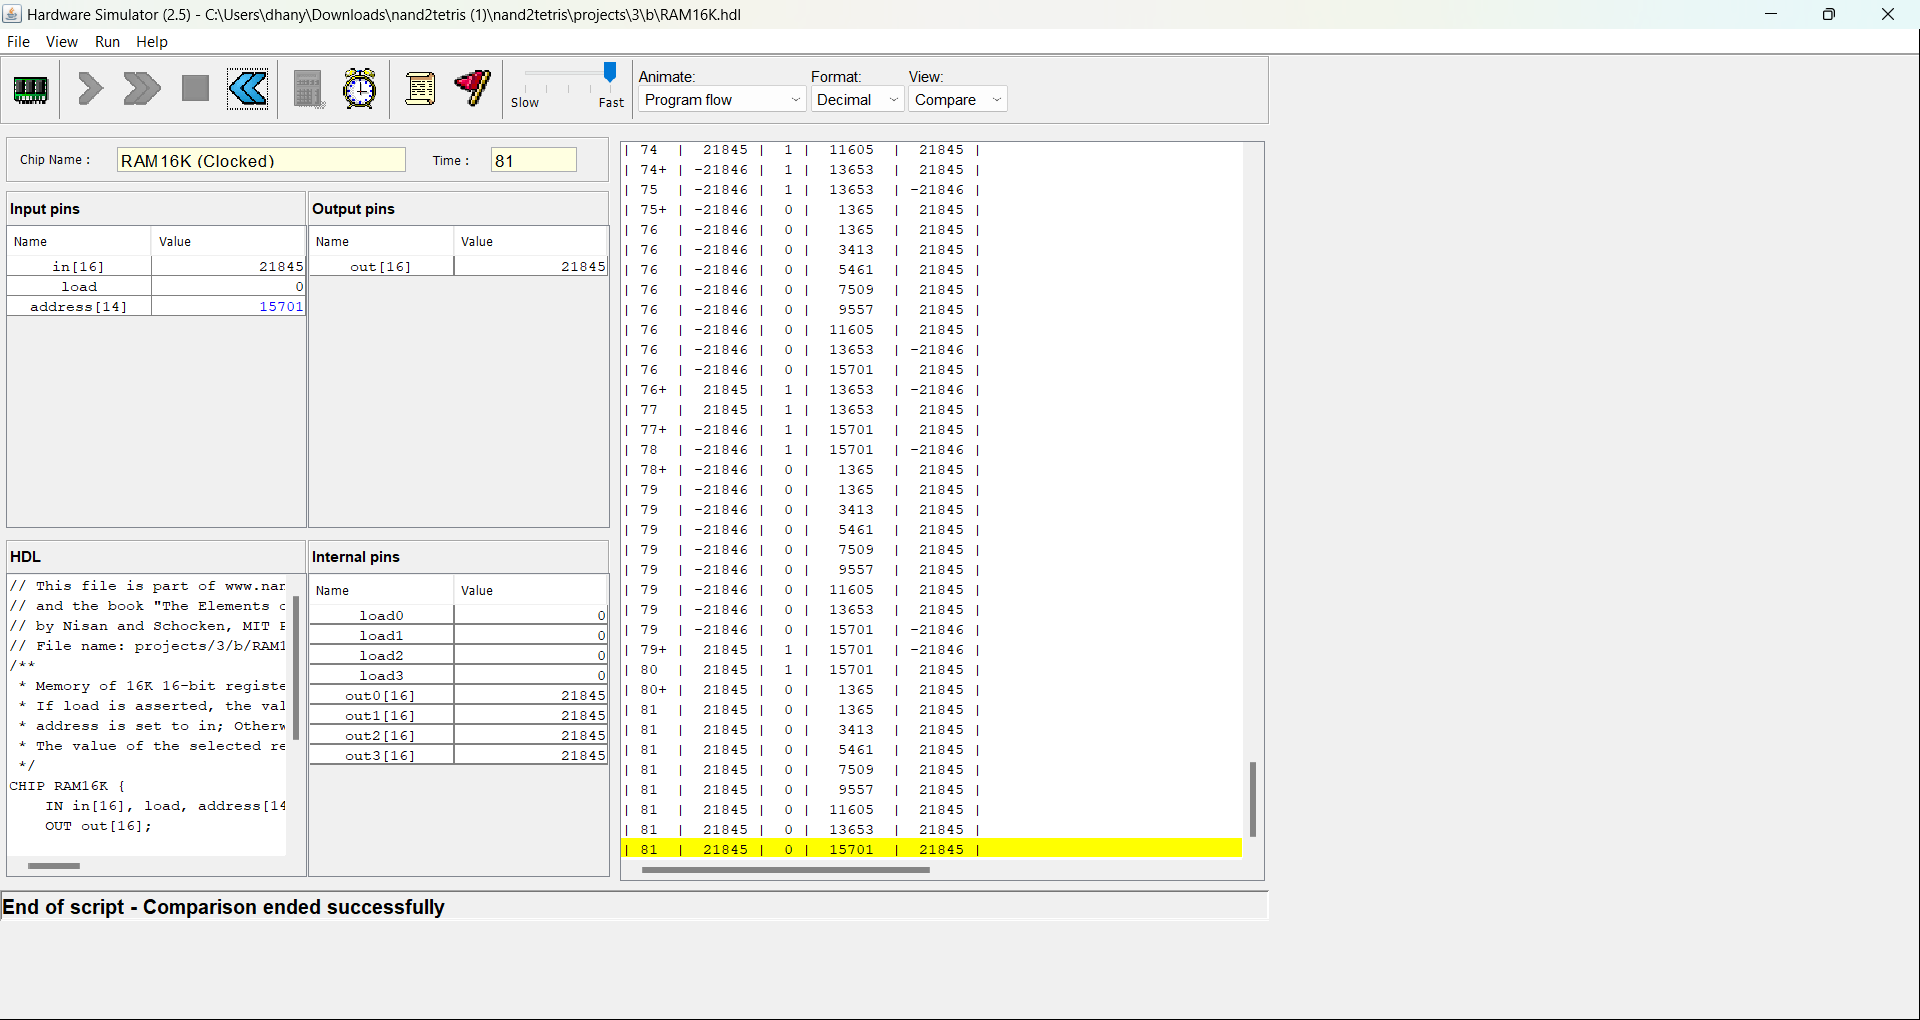 Hardware Simulator (2.5) - C:\Users\dhany\Downloads\nand2tetris (1)\nand2tetris\projects\3\b\RAM16K.hdl
File View Run Help
Animate: Format: View:
Slow Fast Program flow Decimal Compare
Chip Name : RAM16K (Clocked) Time : 81
Input pins
Name Value
in[16] 21845
load 0
address[14] 15701
Output pins
Name Value
out[16] 21845
HDL
// This file is part of www.nan
// and the book "The Elements o
// by Nisan and Schocken, MIT P
// File name: projects/3/b/RAM1
/**
* Memory of 16K 16-bit registe
* If load is asserted, the val
* address is set to in; Otherw
* The value of the selected re
*/
CHIP RAM16K {
IN in[16], load, address[14
OUT out[16];
Internal pins
Name Value
load0 0
load1 0
load2 0
load3 0
out0[16] 21845
out1[16] 21845
out2[16] 21845
out3[16] 21845
| 74 | 21845 | 1 | 11605 | 21845 |
| 74+ | -21846 | 1 | 13653 | 21845 |
| 75 | -21846 | 1 | 13653 | -21846 |
| 75+ | -21846 | 0 | 1365 | 21845 |
| 76 | -21846 | 0 | 1365 | 21845 |
| 76 | -21846 | 0 | 3413 | 21845 |
| 76 | -21846 | 0 | 5461 | 21845 |
| 76 | -21846 | 0 | 7509 | 21845 |
| 76 | -21846 | 0 | 9557 | 21845 |
| 76 | -21846 | 0 | 11605 | 21845 |
| 76 | -21846 | 0 | 13653 | -21846 |
| 76 | -21846 | 0 | 15701 | 21845 |
| 76+ | 21845 | 1 | 13653 | -21846 |
| 77 | 21845 | 1 | 13653 | 21845 |
| 77+ | -21846 | 1 | 15701 | 21845 |
| 78 | -21846 | 1 | 15701 | -21846 |
| 78+ | -21846 | 0 | 1365 | 21845 |
| 79 | -21846 | 0 | 1365 | 21845 |
| 79 | -21846 | 0 | 3413 | 21845 |
| 79 | -21846 | 0 | 5461 | 21845 |
| 79 | -21846 | 0 | 7509 | 21845 |
| 79 | -21846 | 0 | 9557 | 21845 |
| 79 | -21846 | 0 | 11605 | 21845 |
| 79 | -21846 | 0 | 13653 | 21845 |
| 79 | -21846 | 0 | 15701 | -21846 |
| 79+ | 21845 | 1 | 15701 | -21846 |
| 80 | 21845 | 1 | 15701 | 21845 |
| 80+ | 21845 | 0 | 1365 | 21845 |
| 81 | 21845 | 0 | 1365 | 21845 |
| 81 | 21845 | 0 | 3413 | 21845 |
| 81 | 21845 | 0 | 5461 | 21845 |
| 81 | 21845 | 0 | 7509 | 21845 |
| 81 | 21845 | 0 | 9557 | 21845 |
| 81 | 21845 | 0 | 11605 | 21845 |
| 81 | 21845 | 0 | 13653 | 21845 |
| 81 | 21845 | 0 | 15701 | 21845 |
End of script - Comparison ended successfully